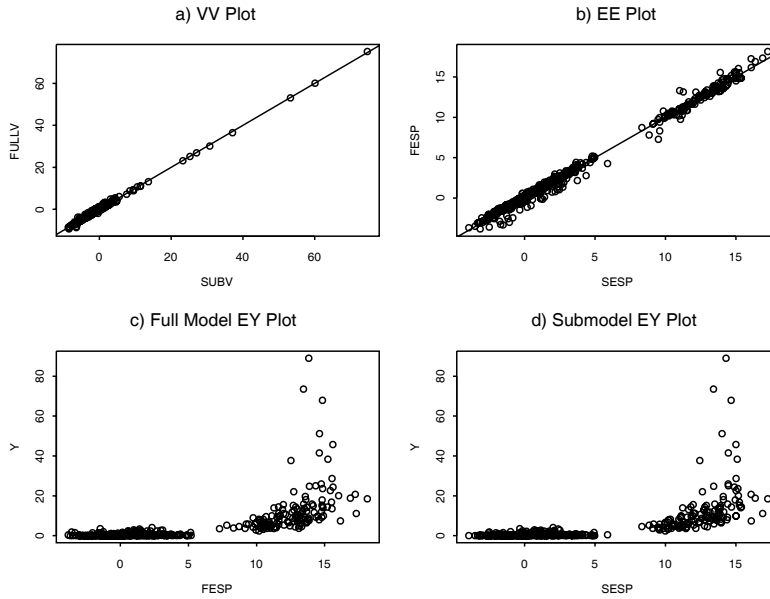 a) VV Plot
FULLV
0 20 40 60
0 20 40 60
SUBV
b) EE Plot
FESP
0 5 10 15
0 5 10 15
SESP
c) Full Model EY Plot
Y
0 20 40 60 80
0 5 10 15
FESP
d) Submodel EY Plot
Y
0 20 40 60 80
0 5 10 15
SESP